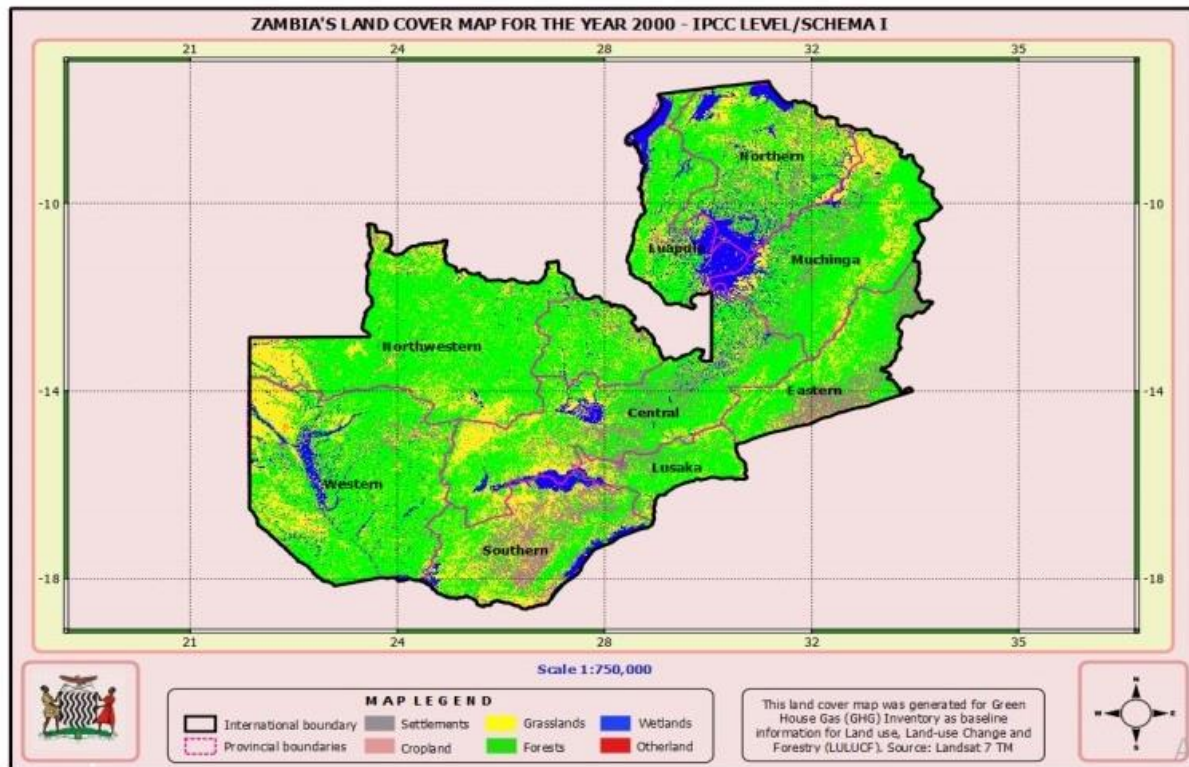 ZAMBIA'S LAND COVER MAP FOR THE YEAR 2000 - IPCC LEVEL/SCHEMA I
21 24 28 32 35
-10 -10
-14 -14
-18 -18
Northern
Luapula
Muchinga
Northwestern
Eastern
Central
Lusaka
Western
Southern
21 24 28 32 35
Scale 1:750,000
MAP LEGEND
International boundary
Settlements
Grasslands
Wetlands
Provincial boundaries
Cropland
Forests
Otherland
This land cover map was generated for Green
House Gas (GHG) Inventory as baseline
information for Land use, Land-use Change and
Forestry (LULUCF). Source: Landsat 7 TM
N
W E
S
A